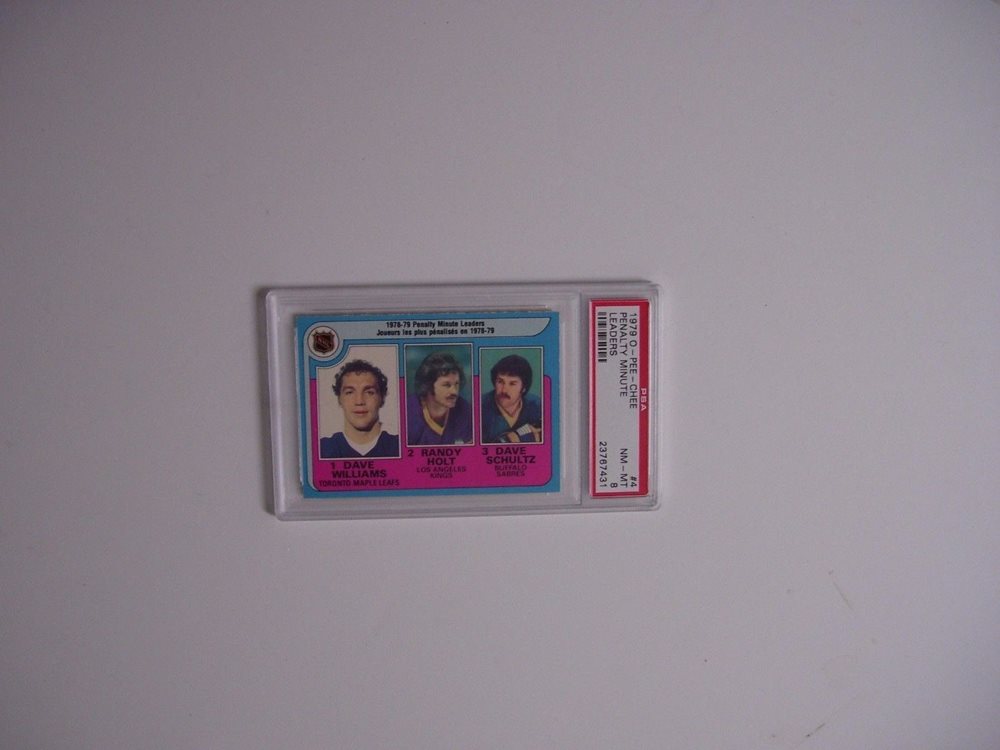 1978-79 Penalty Minute Leaders
Joueurs les plus pénalisés en 1978-79
1 DAVE
WILLIAMS
TORONTO MAPLE LEAFS
2 RANDY
HOLT
LOS ANGELES
KINGS
3 DAVE
SCHULTZ
BUFFALO
SABRES
PSA
1979 O-PEE-CHEE #4
PENALTY MINUTE NM-MT 8
LEADERS 23767431